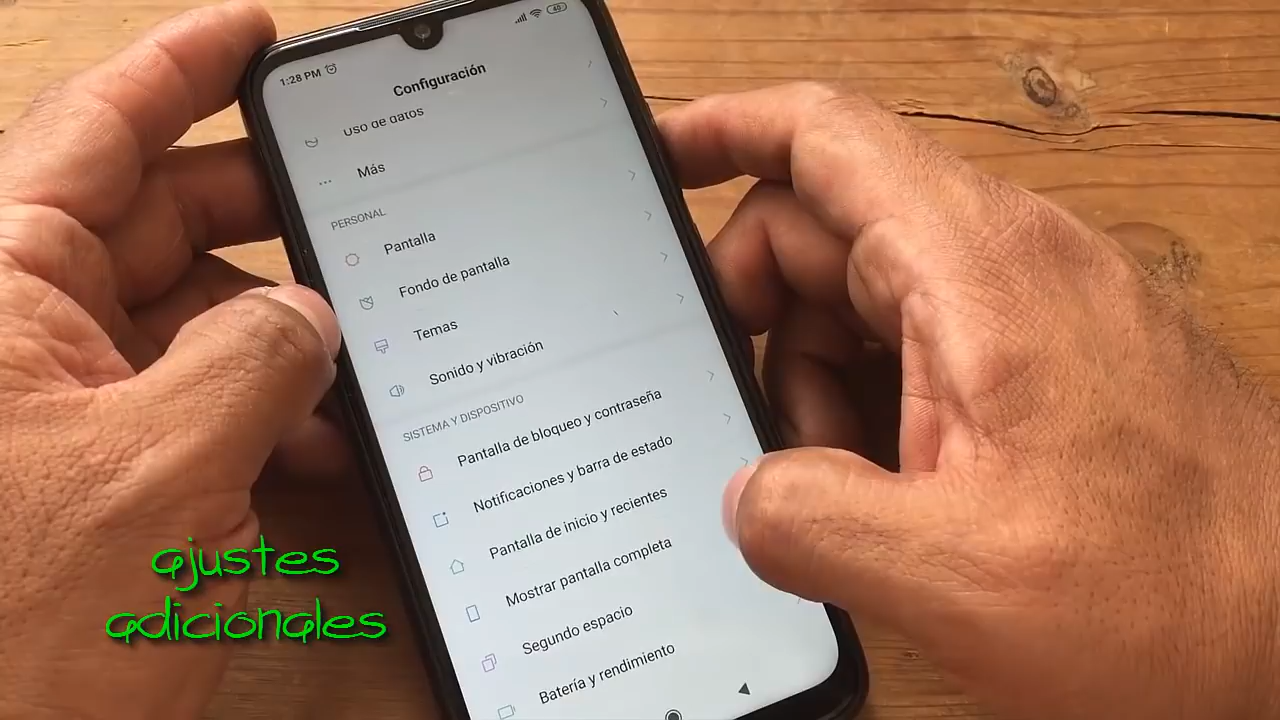 1:28 PM
40
Configuración
Uso de datos
Más
PERSONAL
Pantalla
Fondo de pantalla
Temas
Sonido y vibración
SISTEMA Y DISPOSITIVO
Pantalla de bloqueo y contraseña
Notificaciones y barra de estado
Pantalla de inicio y recientes
Mostrar pantalla completa
Segundo espacio
Batería y rendimiento
ajustes
adicionales